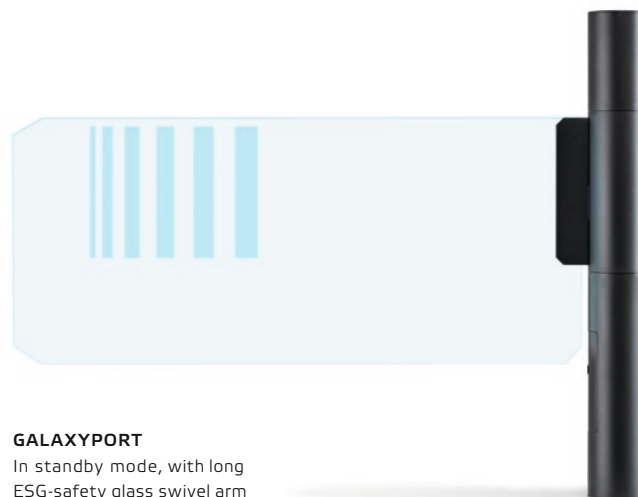 GALAXYPORT
In standby mode, with long
ESG-safety glass swivel arm